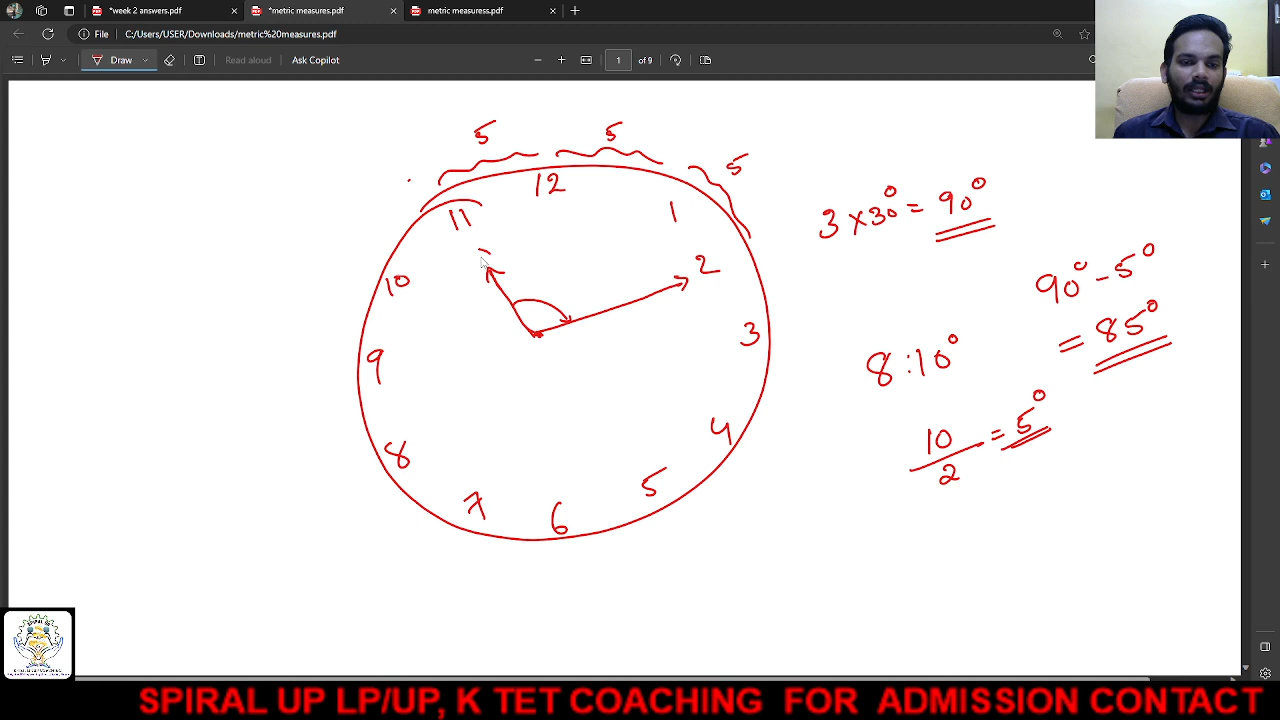 *week 2 answers.pdf
*metric measures.pdf
metric measuress.pdf
File C:/Users/USER/Downloads/metric%20measures.pdf
Draw Read aloud Ask Copilot 1 of 9
5 5 5
12
11 1
10 2
9 3
8 4
7 5
6
3 × 30° = 90°
90° - 5°
= 85°
8:10°
10/2 = 5°
SPIRAL UP LP/UP, K TET COACHING FOR ADMISSION CONTACT